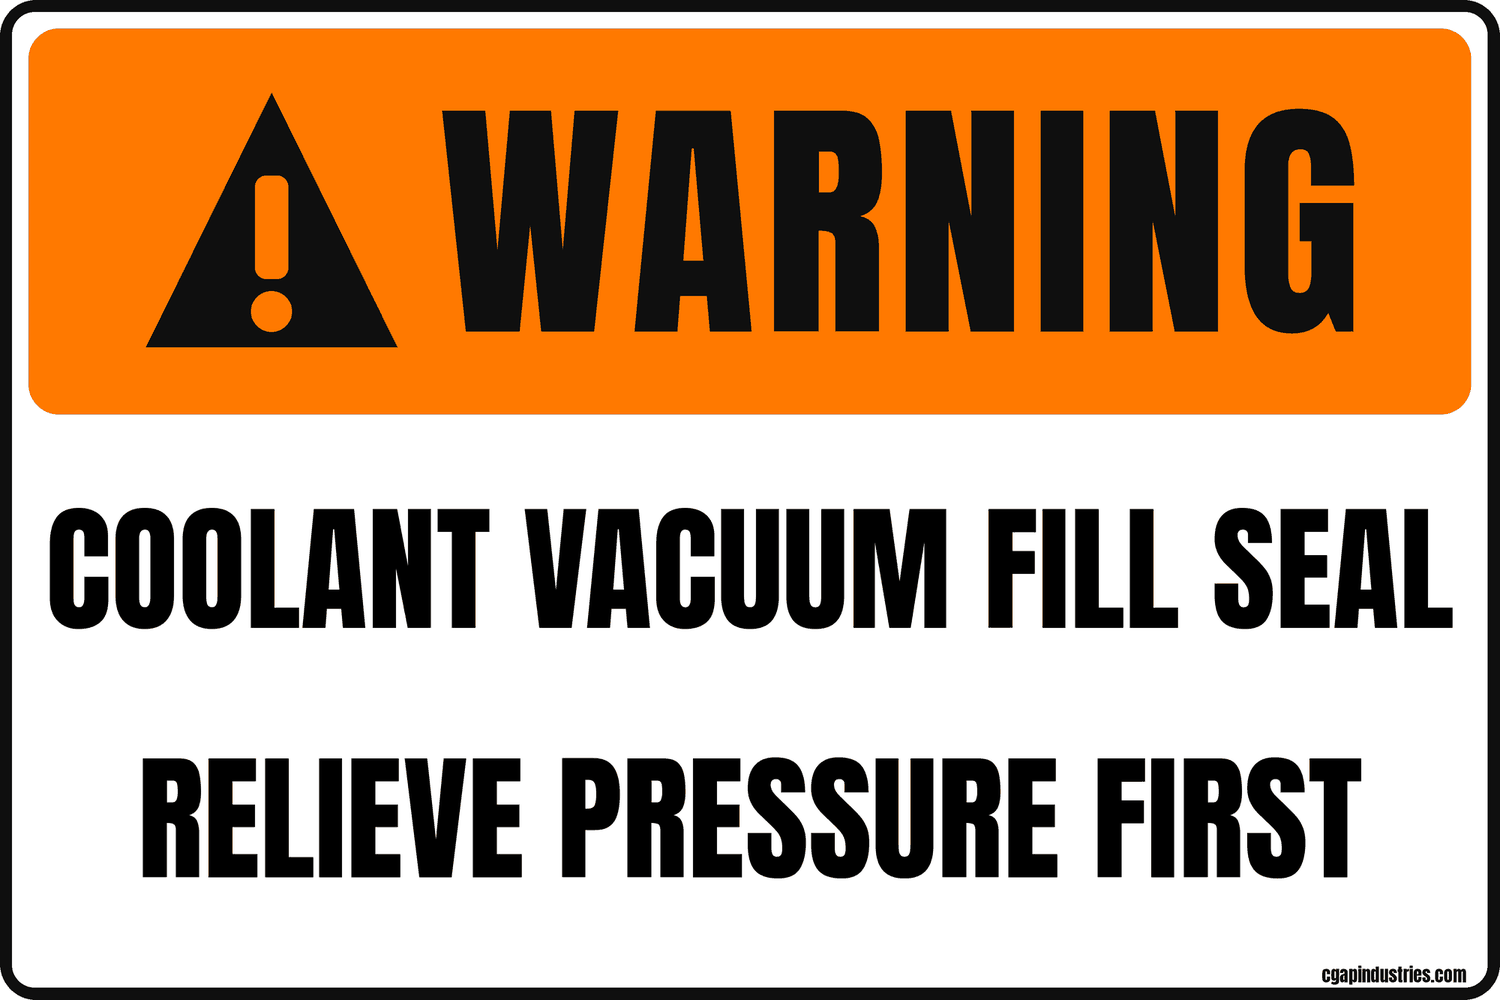 WARNING
COOLANT VACUUM FILL SEAL
RELIEVE PRESSURE FIRST
cgapindustries.com